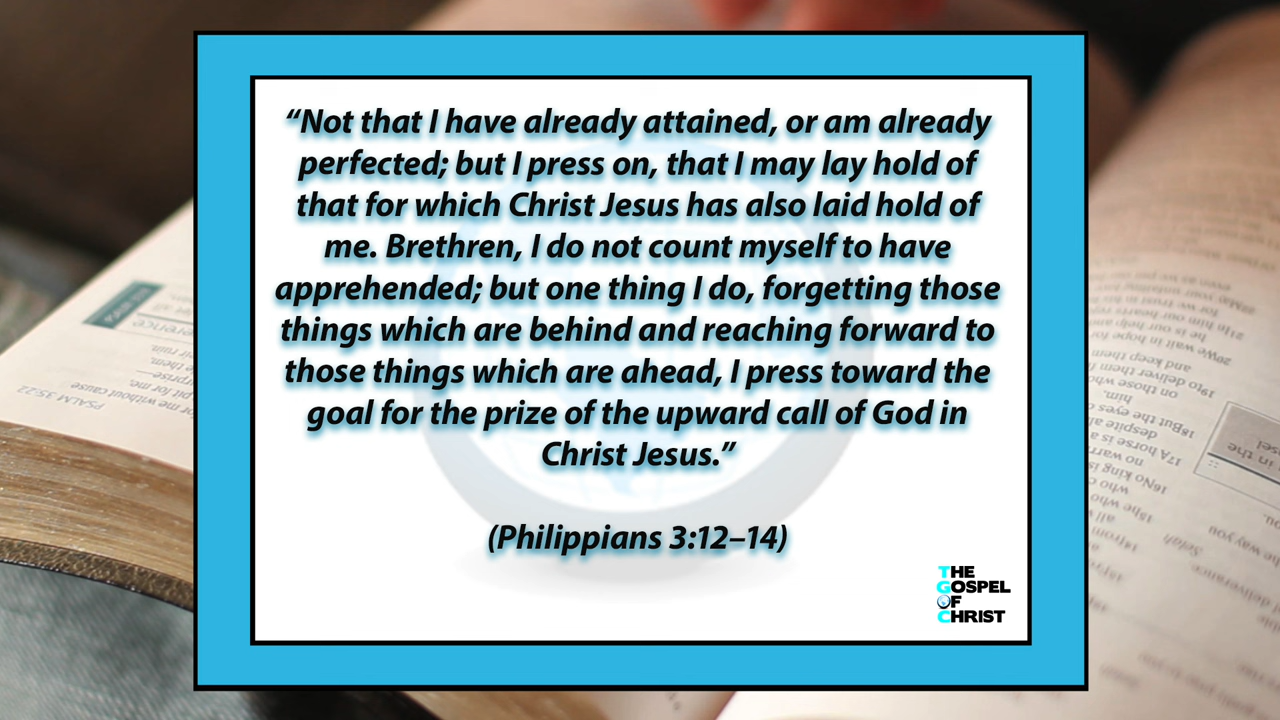 “Not that I have already attained, or am already
perfected; but I press on, that I may lay hold of
that for which Christ Jesus has also laid hold of
me. Brethren, I do not count myself to have
apprehended; but one thing I do, forgetting those
things which are behind and reaching forward to
those things which are ahead, I press toward the
goal for the prize of the upward call of God in
Christ Jesus.”
(Philippians 3:12–14)
THE
GOSPEL
OF
CHRIST
PSALM 35:22